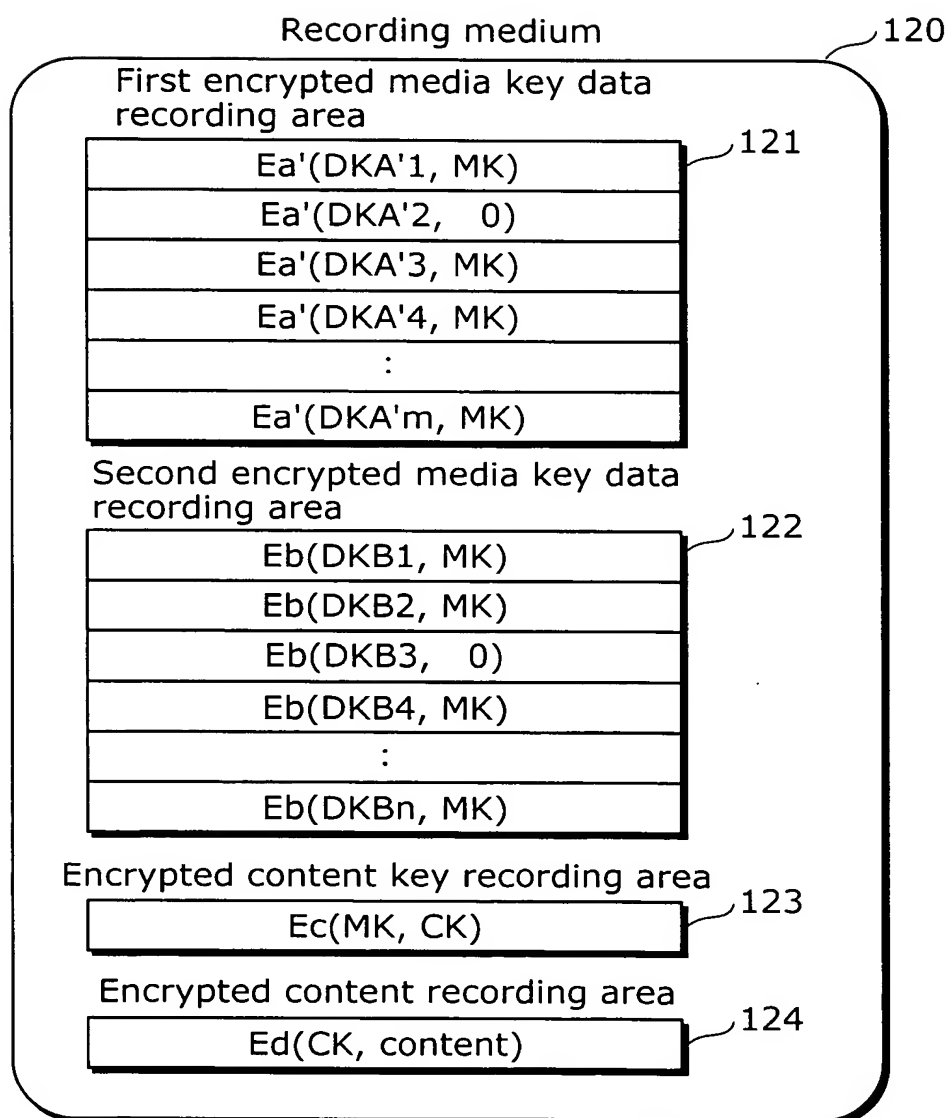 Recording medium
120
First encrypted media key data
recording area
121
Ea'(DKA'1, MK)
Ea'(DKA'2, 0)
Ea'(DKA'3, MK)
Ea'(DKA'4, MK)
:
Ea'(DKA'm, MK)
Second encrypted media key data
recording area
122
Eb(DKB1, MK)
Eb(DKB2, MK)
Eb(DKB3, 0)
Eb(DKB4, MK)
:
Eb(DKBn, MK)
Encrypted content key recording area
123
Ec(MK, CK)
Encrypted content recording area
124
Ed(CK, content)